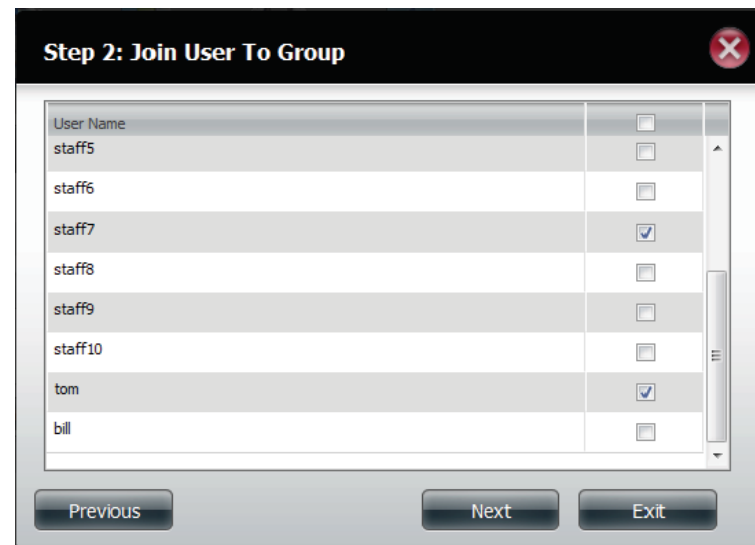 Step 2: Join User To Group
User Name
staff5
staff6
staff7
staff8
staff9
staff10
tom
bill
Previous Next Exit